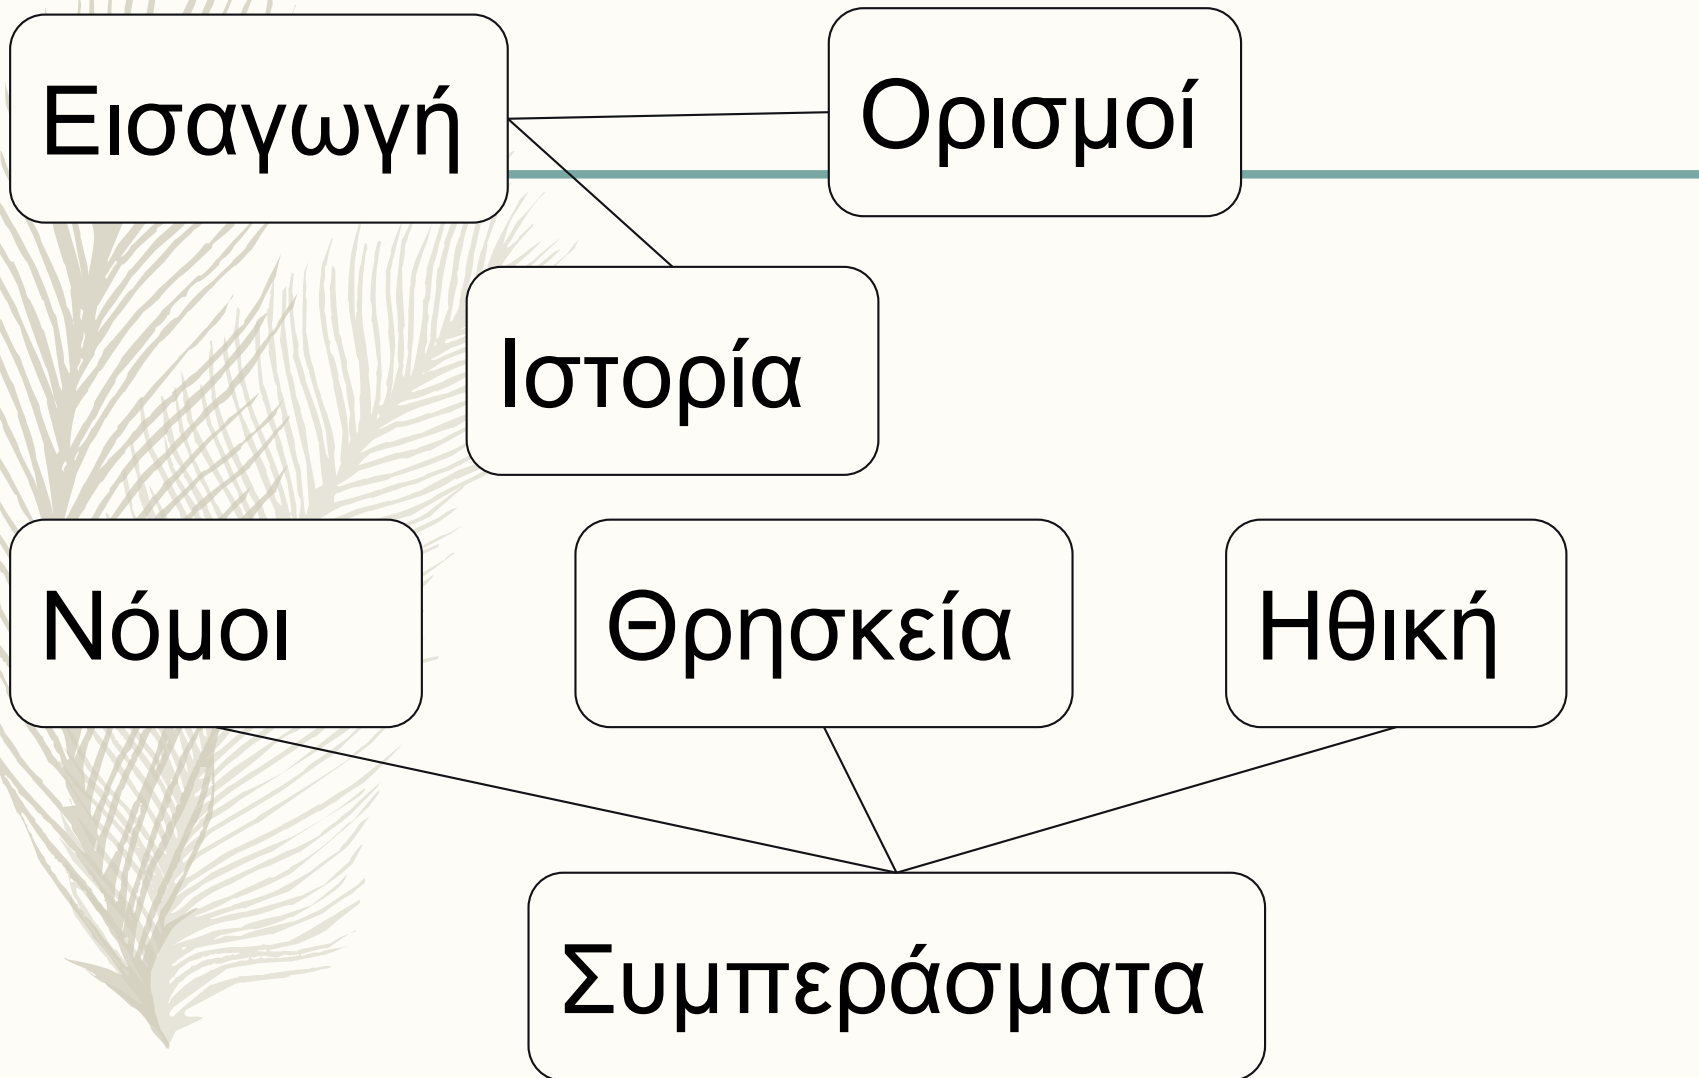 Εισαγωγή
Ορισμοί
Ιστορία
Νόμοι
Θρησκεία
Ηθική
Συμπεράσματα